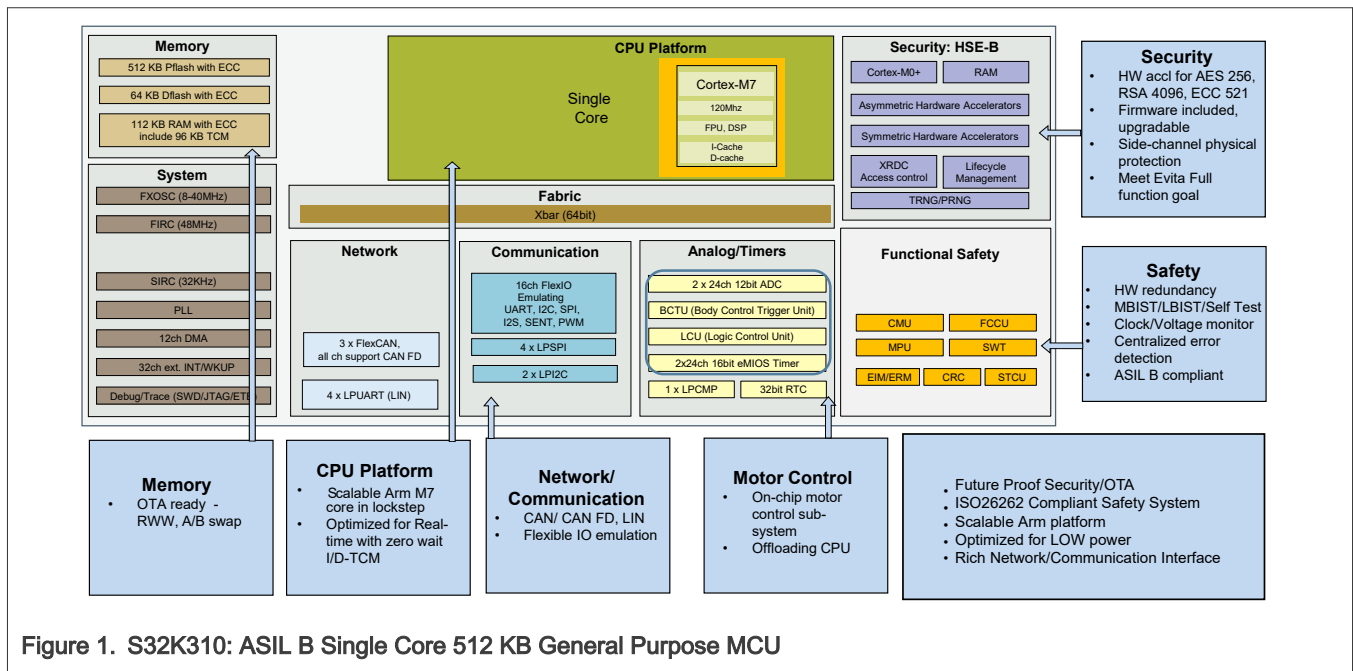 Memory
512 KB Pflash with ECC
64 KB Dflash with ECC
112 KB RAM with ECC
include 96 KB TCM
System
FXOSC (8-40MHz)
FIRC (48MHz)
SIRC (32KHz)
PLL
12ch DMA
32ch ext. INT/WKUP
Debug/Trace (SWD/JTAG/ETB)
CPU Platform
Single
Core
Cortex-M7
120Mhz
FPU, DSP
I-Cache
D-cache
Fabric
Xbar (64bit)
Network
3 x FlexCAN,
all ch support CAN FD
4 x LPUART (LIN)
Communication
16ch FlexIO
Emulating
UART, I2C, SPI,
I2S, SENT, PWM
4 x LPSPI
2 x LPI2C
Analog/Timers
2 x 24ch 12bit ADC
BCTU (Body Control Trigger Unit)
LCU (Logic Control Unit)
2x24ch 16bit eMIOS Timer
1 x LPCMP
32bit RTC
Security: HSE-B
Cortex-M0+
RAM
Asymmetric Hardware Accelerators
Symmetric Hardware Accelerators
XRDC
Access control
Lifecycle
Management
TRNG/PRNG
Functional Safety
CMU
FCCU
MPU
SWT
EIM/ERM
CRC
STCU
Security
• HW accl for AES 256,
RSA 4096, ECC 521
• Firmware included,
upgradable
• Side-channel physical
protection
• Meet Evita Full
function goal
Safety
• HW redundancy
• MBIST/LBIST/Self Test
• Clock/Voltage monitor
• Centralized error
detection
• ASIL B compliant
Memory
• OTA ready -
RWW, A/B swap
CPU Platform
• Scalable Arm M7
core in lockstep
• Optimized for Real-
time with zero wait
I/D-TCM
Network/
Communication
• CAN/ CAN FD, LIN
• Flexible IO emulation
Motor Control
• On-chip motor
control sub-
system
• Offloading CPU
• Future Proof Security/OTA
• ISO26262 Compliant Safety System
• Scalable Arm platform
• Optimized for LOW power
• Rich Network/Communication Interface
Figure 1. S32K310: ASIL B Single Core 512 KB General Purpose MCU